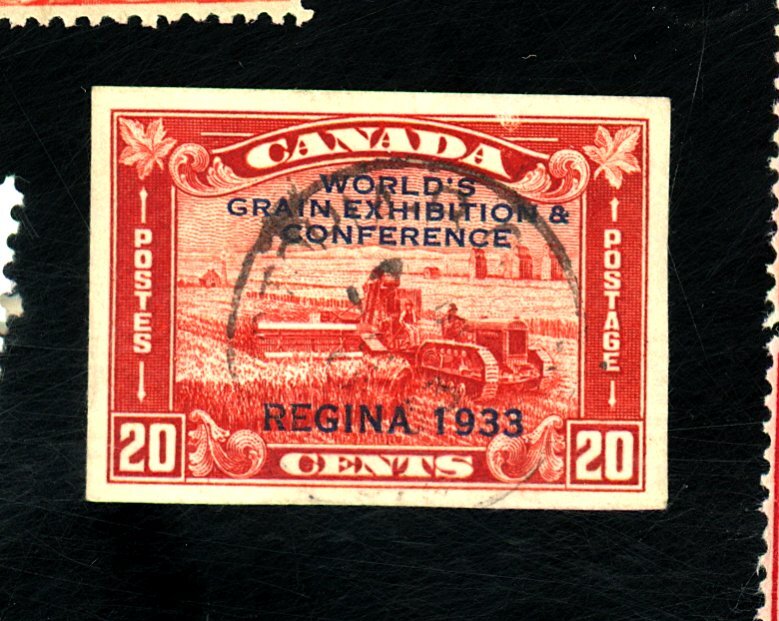 CANADA
WORLD'S
GRAIN EXHIBITION &
CONFERENCE
POSTES
POSTAGE
REGINA 1933
20
CENTS
20